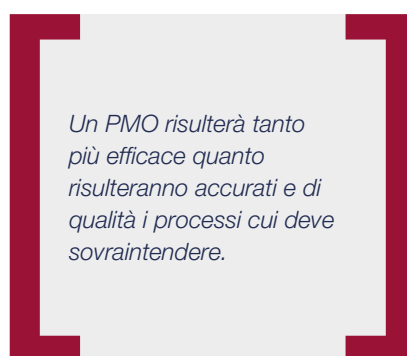 Un PMO risulterà tanto
più efficace quanto
risulteranno accurati e di
qualità i processi cui deve
sovraintendere.